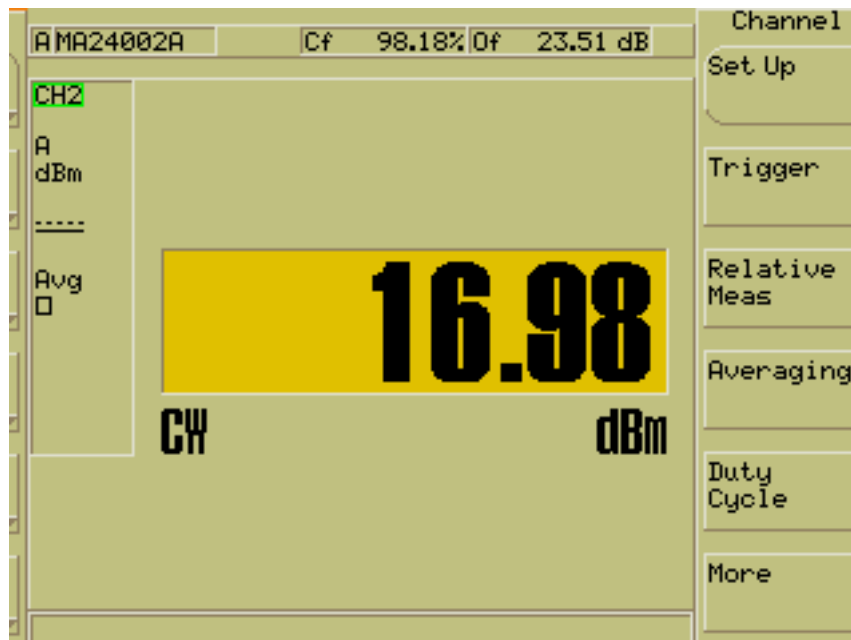 A MA24002A Cf 98.18% Of 23.51 dB
CH2
A
dBm
-----
Avg
16.98
CW dBm
Channel
Set Up
Trigger
Relative
Meas
Averaging
Duty
Cycle
More